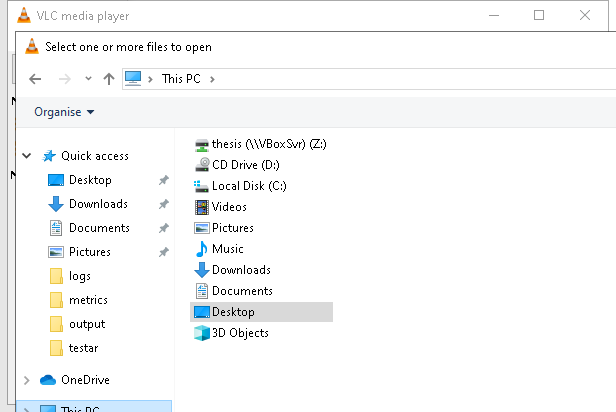 VLC media player
Select one or more files to open
This PC
Organise
Quick access
Desktop
Downloads
Documents
Pictures
logs
metrics
output
testar
OneDrive
This PC
thesis (\\VBoxSvr) (Z:)
CD Drive (D:)
Local Disk (C:)
Videos
Pictures
Music
Downloads
Documents
Desktop
3D Objects